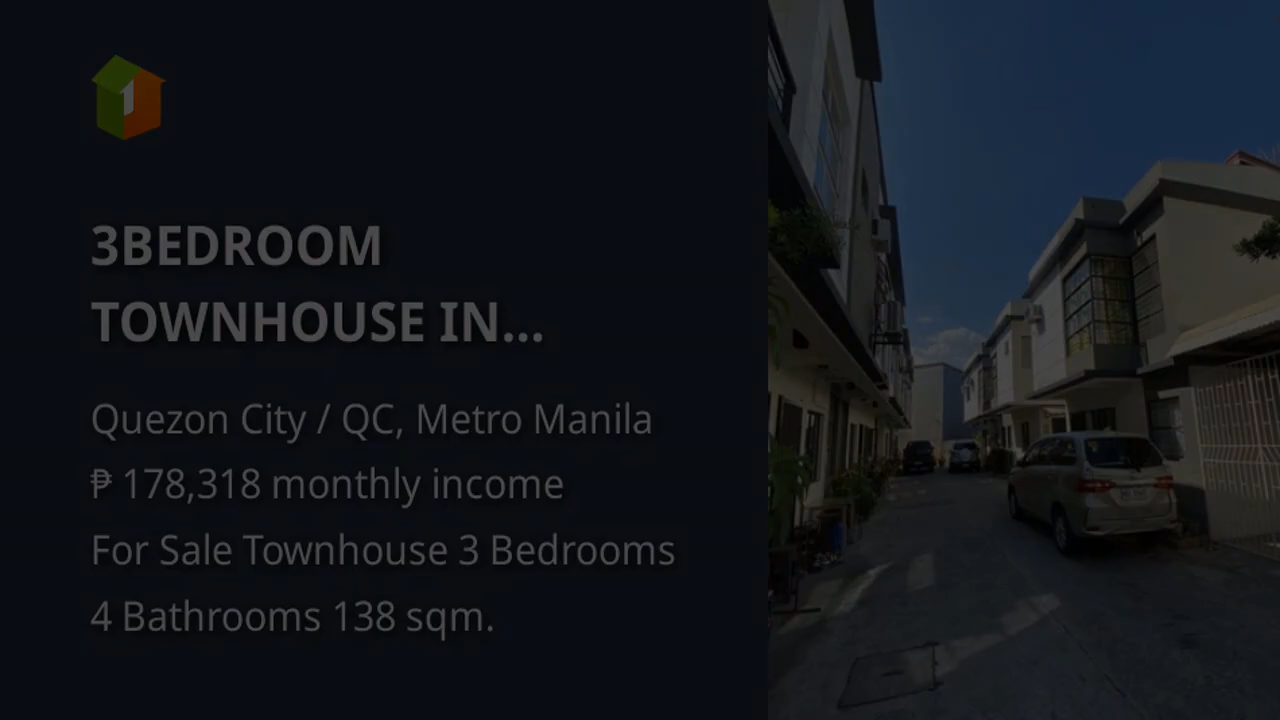 3BEDROOM
TOWNHOUSE IN...
Quezon City / QC, Metro Manila
₱ 178,318 monthly income
For Sale Townhouse 3 Bedrooms
4 Bathrooms 138 sqm.